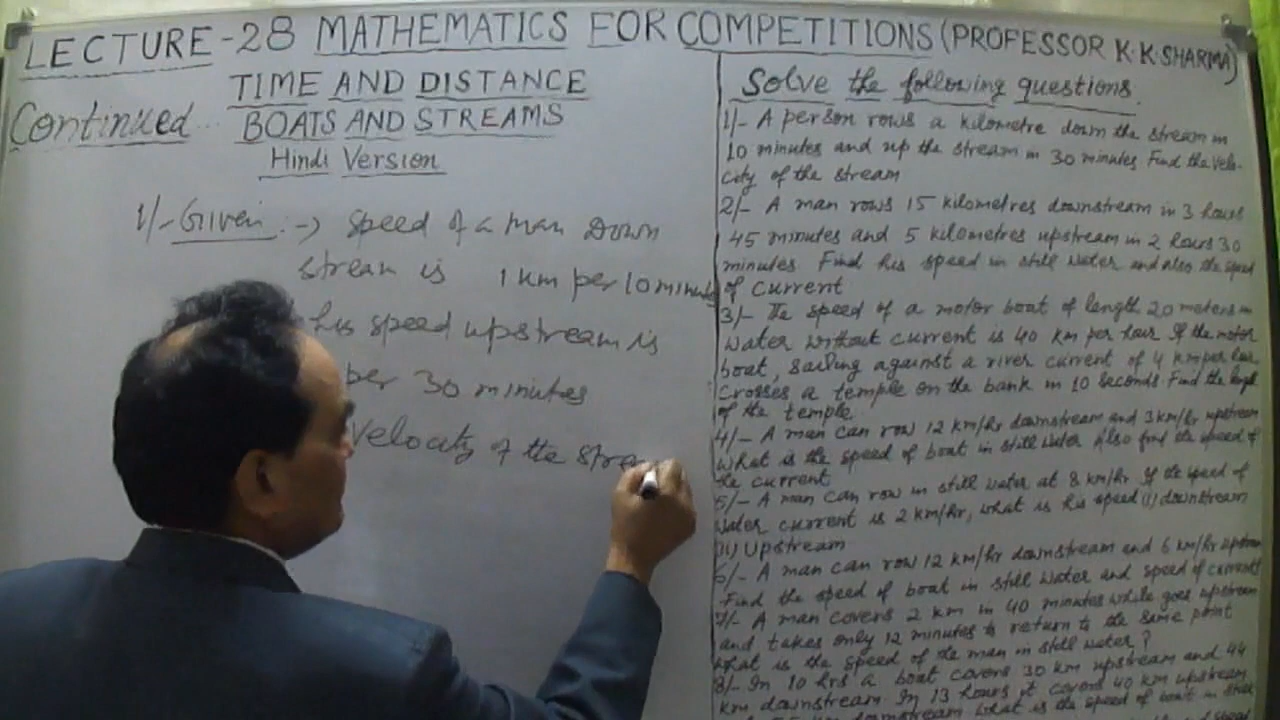 LECTURE-28 MATHEMATICS FOR COMPETITIONS (PROFESSOR K.K.SHARMA)
TIME AND DISTANCE
Continued... BOATS AND STREAMS
Hindi Version
1/- Given :-> Speed of a man Down
stream is 1 km per 10 minutes
his speed upstream is
per 30 minutes
Velocity of the stre
Solve the following questions.
1/- A person rows a kilometre down the stream in
10 minutes and up the stream in 30 minutes Find the velo-
city of the stream
2/- A man rows 15 kilometres downstream in 3 hours
45 minutes and 5 kilometres upstream in 2 hours 30
minutes. Find his speed in still water and also the speed
of current
3/- The speed of a motor boat of length 20 meters in
water without current is 40 km per hour If the motor
boat, sailing against a river current of 4 km per hour
crosses a temple on the bank in 10 seconds Find the length
of the temple
4/- A man can row 12 km/hr downstream and 3 km/hr upstream
what is the speed of boat in still water Also find the speed of
the current
5/- A man can row in still water at 8 km/hr If the speed of
water current is 2 km/hr, what is his speed (i) downstream
(ii) Upstream
6/- A man can row 12 km/hr downstream and 6 km/hr upstream
Find the speed of boat in still water and speed of current
7/- A man covers 2 km in 40 minutes while goes upstream
and takes only 12 minutes to return to the same point
what is the speed of the man in still water?
8/- In 10 hrs a boat covers 30 km upstream and 44
km downstream In 13 hours it covers 40 km upstream
km downstream what is the speed of boat in still